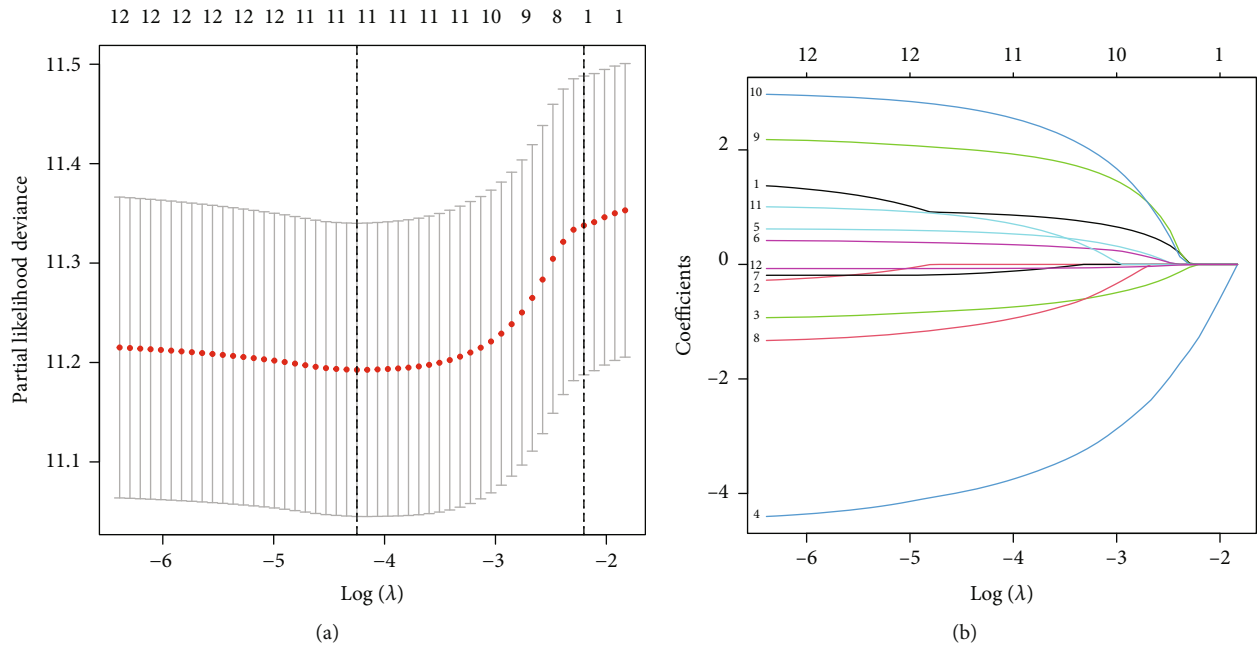 12 12 12 12 12 12 11 11 11 11 11 11 10 9 8 1 1
11.5
11.4
11.3
11.2
11.1
Partial likelihood deviance
−6 −5 −4 −3 −2
Log (λ)
(a)
12 12 11 10 1
10
9
1
11
5
6
12
7
2
3
8
4
2
0
−2
−4
Coefficients
−6 −5 −4 −3 −2
Log (λ)
(b)